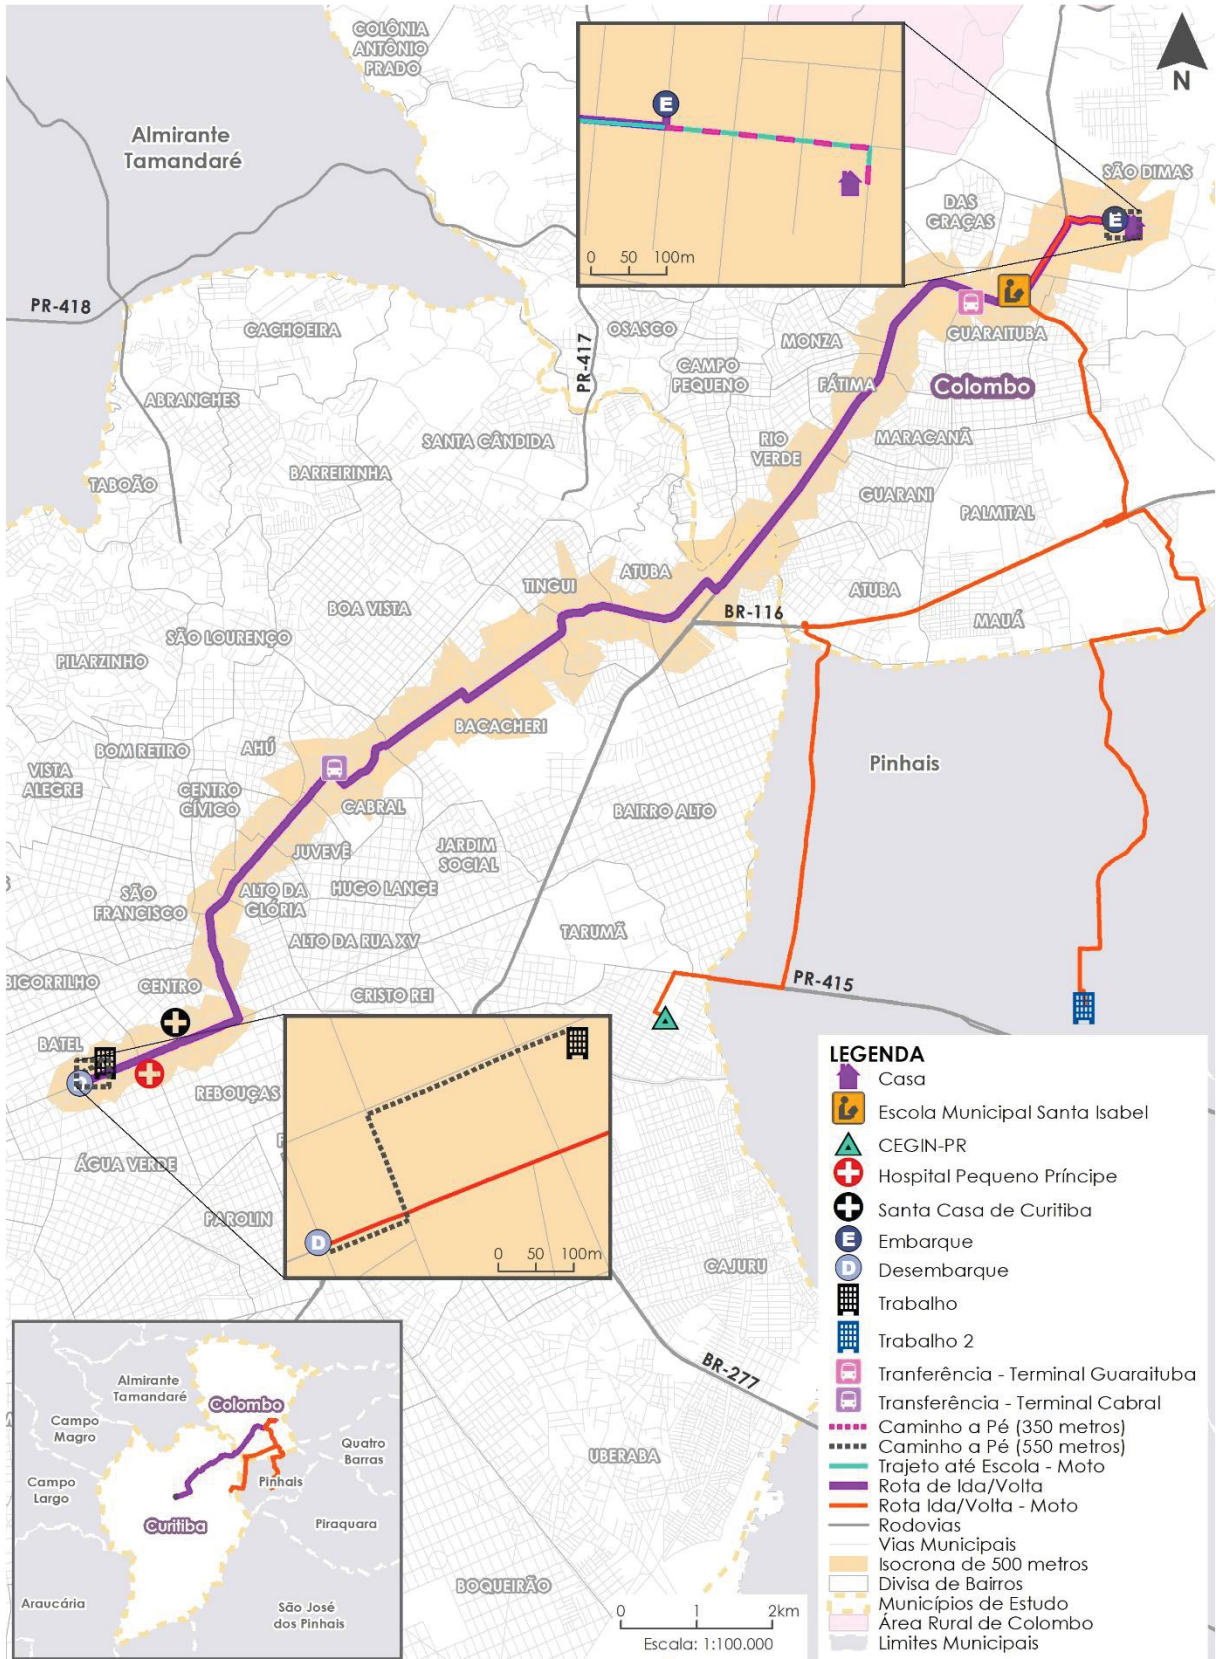 COLÔNIA
ANTÔNIO
PRADO
N
Almirante
Tamandaré
E
SÃO DIMAS
DAS
GRAÇAS
E
0 50 100m
PR-418
CACHOEIRA
PR-417
OSASCO
MONZA
GUARAITUBA
CAMPO
PEQUENO
FÁTIMA
Colombo
ABRANCHES
SANTA CÂNDIDA
RIO
VERDE
MARACANÃ
BARREIRINHA
TABOÃO
GUARANI
PALMITAL
TINGUI
ATUBA
ATUBA
BOA VISTA
BR-116
MAUÁ
SÃO LOURENÇO
PILARZINHO
BACACHERI
BOM RETIRO
AHÚ
VISTA
ALEGRE
Pinhais
CENTRO
CÍVICO
CABRAL
BAIRRO ALTO
JUVEVÊ
JARDIM
SOCIAL
SÃO
FRANCISCO
ALTO DA
GLÓRIA
HUGO LANGE
ALTO DA RUA XV
TARUMÃ
BIGORRILHO
CENTRO
CRISTO REI
PR-415
BATEL
D
REBOUÇAS
ÁGUA VERDE
PAROLIN
D
0 50 100m
CAJURU
BR-277
UBERABA
BOQUEIRÃO
LEGENDA
Casa
Escola Municipal Santa Isabel
CEGIN-PR
Hospital Pequeno Príncipe
Santa Casa de Curitiba
E Embarque
D Desembarque
Trabalho
Trabalho 2
Tranferência - Terminal Guaraituba
Transferência - Terminal Cabral
Caminho a Pé (350 metros)
Caminho a Pé (550 metros)
Trajeto até Escola - Moto
Rota de Ida/Volta
Rota Ida/Volta - Moto
Rodovias
Vias Municipais
Isocrona de 500 metros
Divisa de Bairros
Municípios de Estudo
Área Rural de Colombo
Limites Municipais
Almirante
Tamandaré
Colombo
Campo
Magro
Quatro
Barras
Campo
Largo
Pinhais
Curitiba
Piraquara
Araucária
São José
dos Pinhais
0 1 2km
Escala: 1:100.000